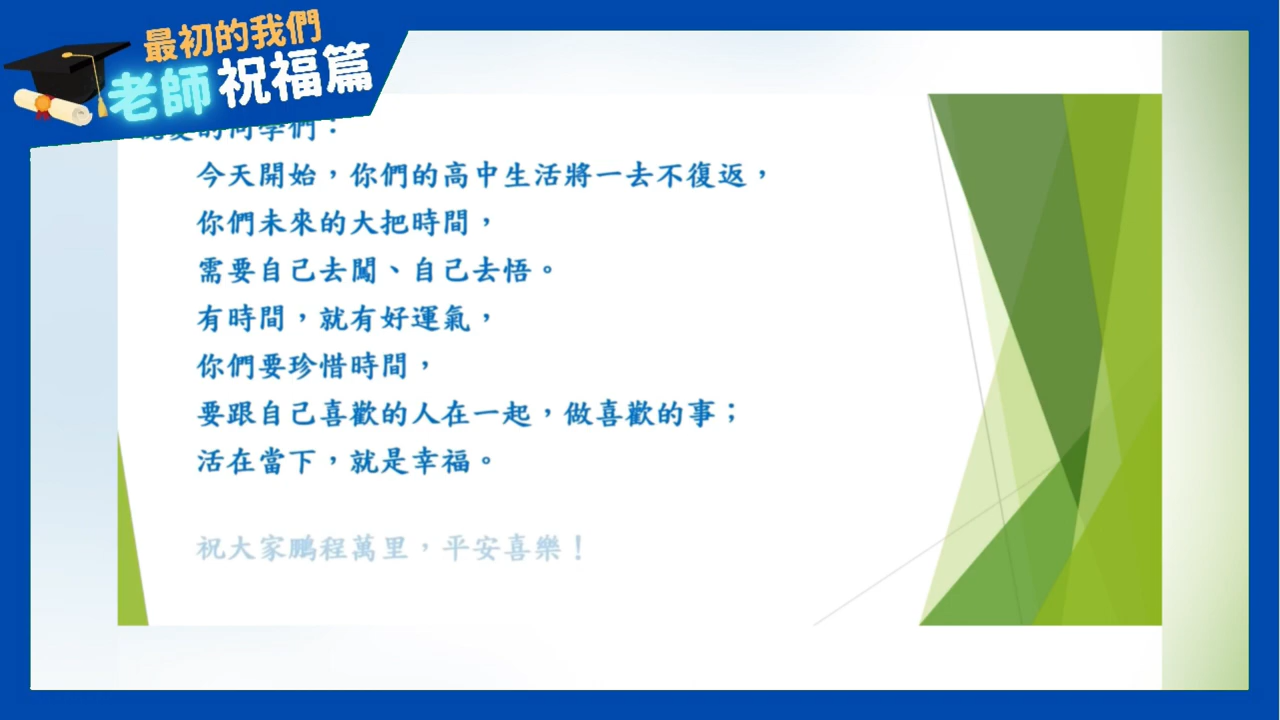 最初的我們
老師祝福篇
的同學們：
今天開始，你們的高中生活將一去不復返，
你們未來的大把時間，
需要自己去闖、自己去悟。
有時間，就有好運氣，
你們要珍惜時間，
要跟自己喜歡的人在一起，做喜歡的事；
活在當下，就是幸福。
祝大家鵬程萬里，平安喜樂！